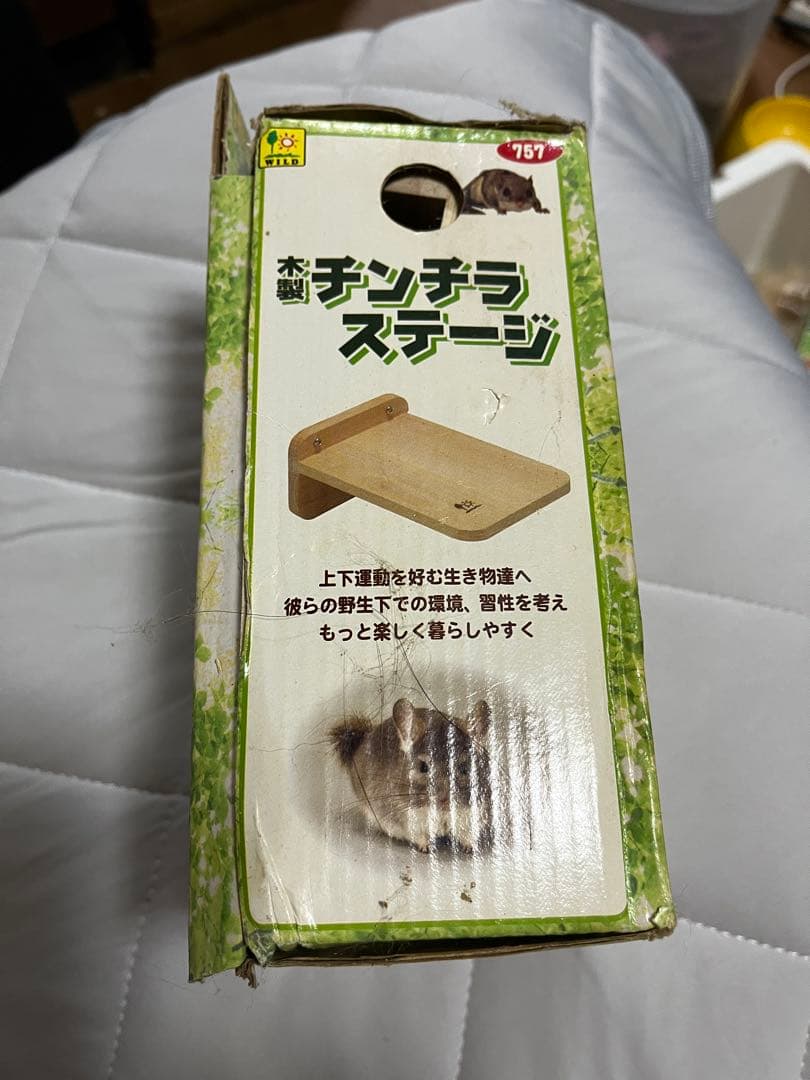 WILD
757
木製チンチラ
ステージ
上下運動を好む生き物達へ
彼らの野生下での環境、習性を考え
もっと楽しく暮らしやすく